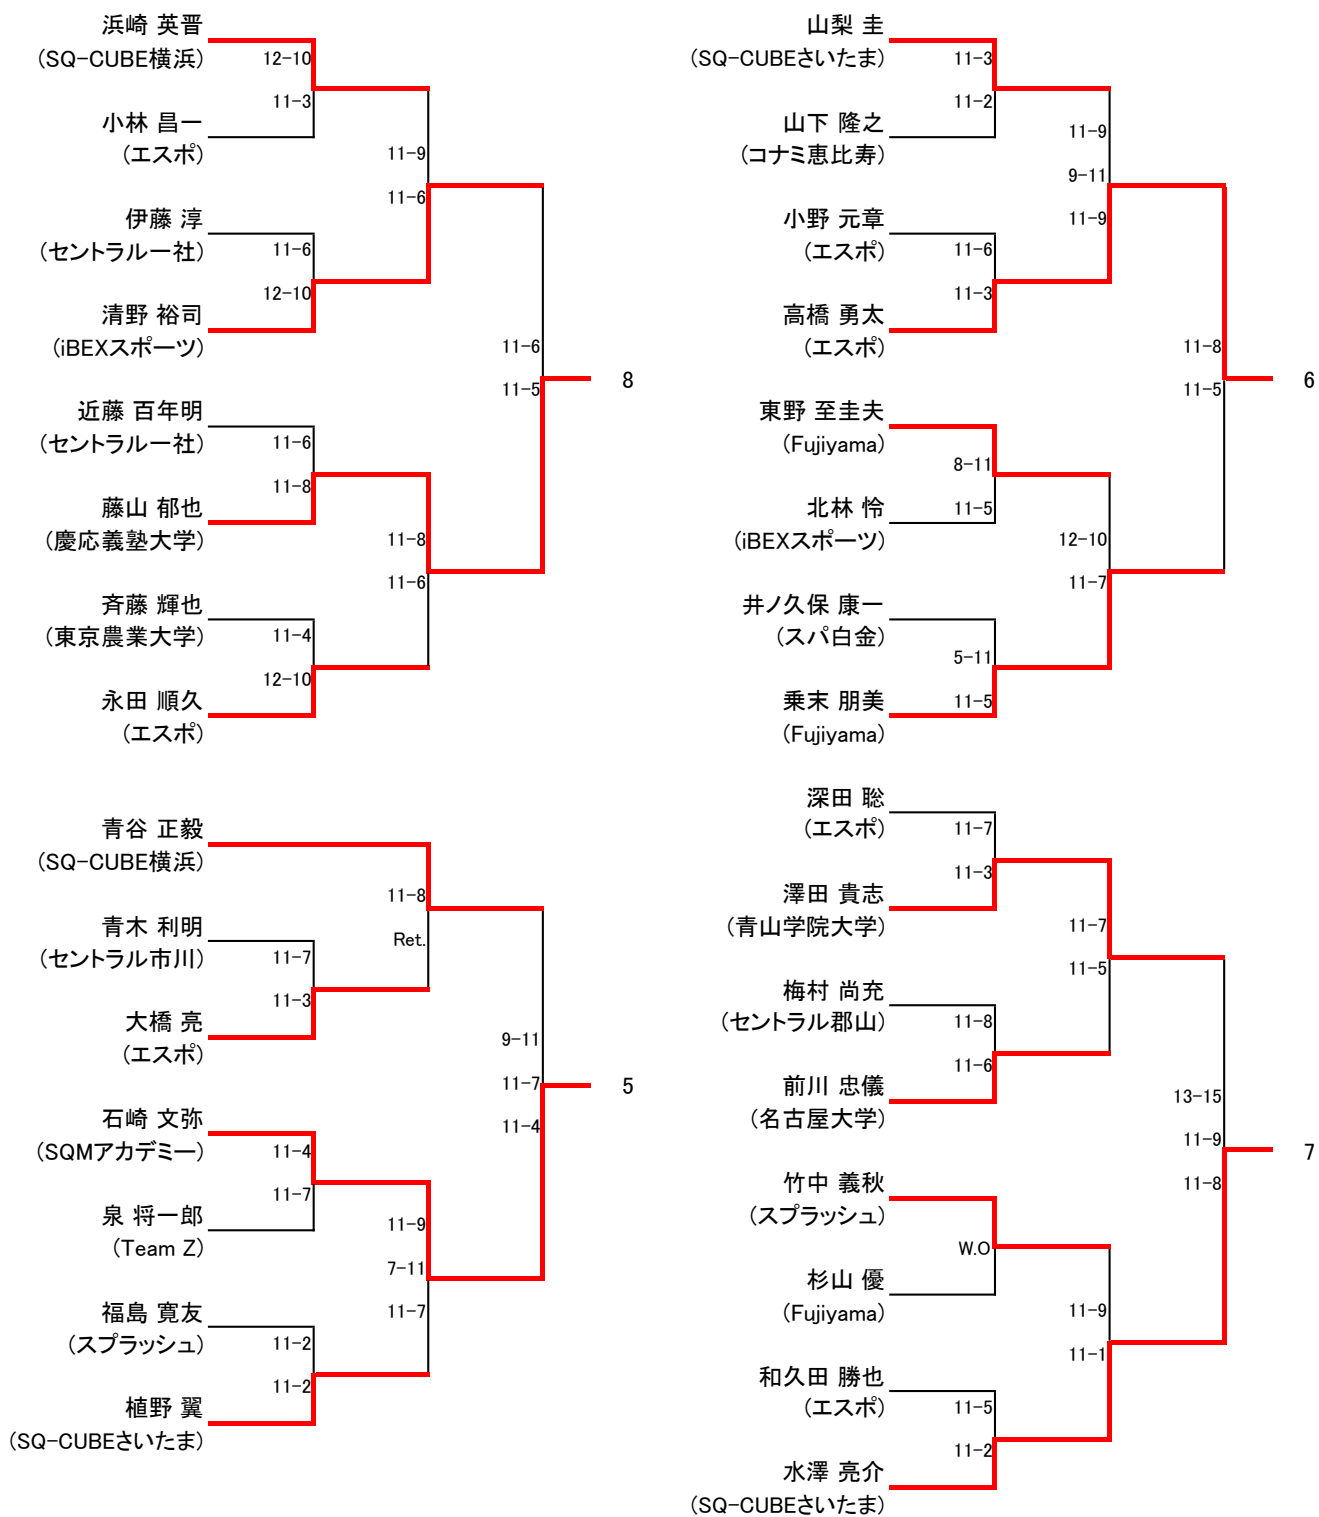 浜崎 英晋
(SQ-CUBE横浜)
12-10
11-3
小林 昌一
(エスポ)
11-9
11-6
伊藤 淳
(セントラル一社)
11-6
12-10
清野 裕司
(iBEXスポーツ)
11-6
11-5
8
近藤 百年明
(セントラル一社)
11-6
11-8
藤山 郁也
(慶応義塾大学)
11-8
11-6
斉藤 輝也
(東京農業大学)
11-4
12-10
永田 順久
(エスポ)
青谷 正毅
(SQ-CUBE横浜)
11-8
Ret.
青木 利明
(セントラル市川)
11-7
11-3
大橋 亮
(エスポ)
9-11
11-7
11-4
5
石崎 文弥
(SQMアカデミー)
11-4
11-7
泉 将一郎
(Team Z)
11-9
7-11
11-7
福島 寛友
(スプラッシュ)
11-2
11-2
植野 翼
(SQ-CUBEさいたま)
山梨 圭
(SQ-CUBEさいたま)
11-3
11-2
山下 隆之
(コナミ恵比寿)
11-9
9-11
11-9
小野 元章
(エスポ)
11-6
11-3
高橋 勇太
(エスポ)
11-8
11-5
6
東野 至圭夫
(Fujiyama)
8-11
11-5
北林 怜
(iBEXスポーツ)
12-10
11-7
井ノ久保 康一
(スパ白金)
5-11
11-5
乗末 朋美
(Fujiyama)
深田 聡
(エスポ)
11-7
11-3
澤田 貴志
(青山学院大学)
11-7
11-5
梅村 尚充
(セントラル郡山)
11-8
11-6
前川 忠儀
(名古屋大学)
13-15
11-9
11-8
7
竹中 義秋
(スプラッシュ)
W.O
杉山 優
(Fujiyama)
11-9
11-1
和久田 勝也
(エスポ)
11-5
11-2
水澤 亮介
(SQ-CUBEさいたま)